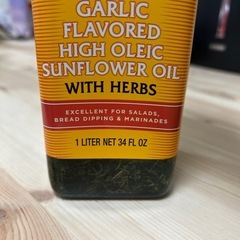 GARLIC
FLAVORED
HIGH OLEIC
SUNFLOWER OIL
WITH HERBS
EXCELLENT FOR SALADS,
BREAD DIPPING & MARINADES
1 LITER NET 34 FL OZ